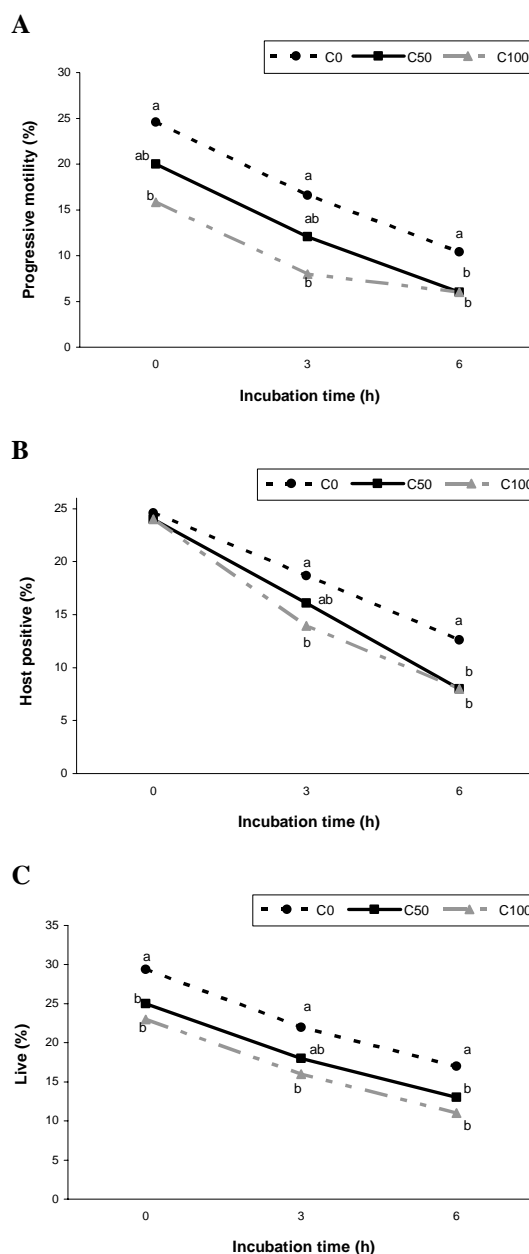 A
C0 C50 C100
30
a
25
ab
20
a
b
15
ab
a
10
b
b
5
b
0
0 3 6
Progressive motility (%)
Incubation time (h)
B
C0 C50 C100
25
20
a
ab
15
a
b
10
b
b
5
0
0 3 6
Host positive (%)
Incubation time (h)
C
C0 C50 C100
35
30
a
25
a
b
20
b
ab
a
15
b
b
10
b
5
0
0 3 6
Live (%)
Incubation time (h)